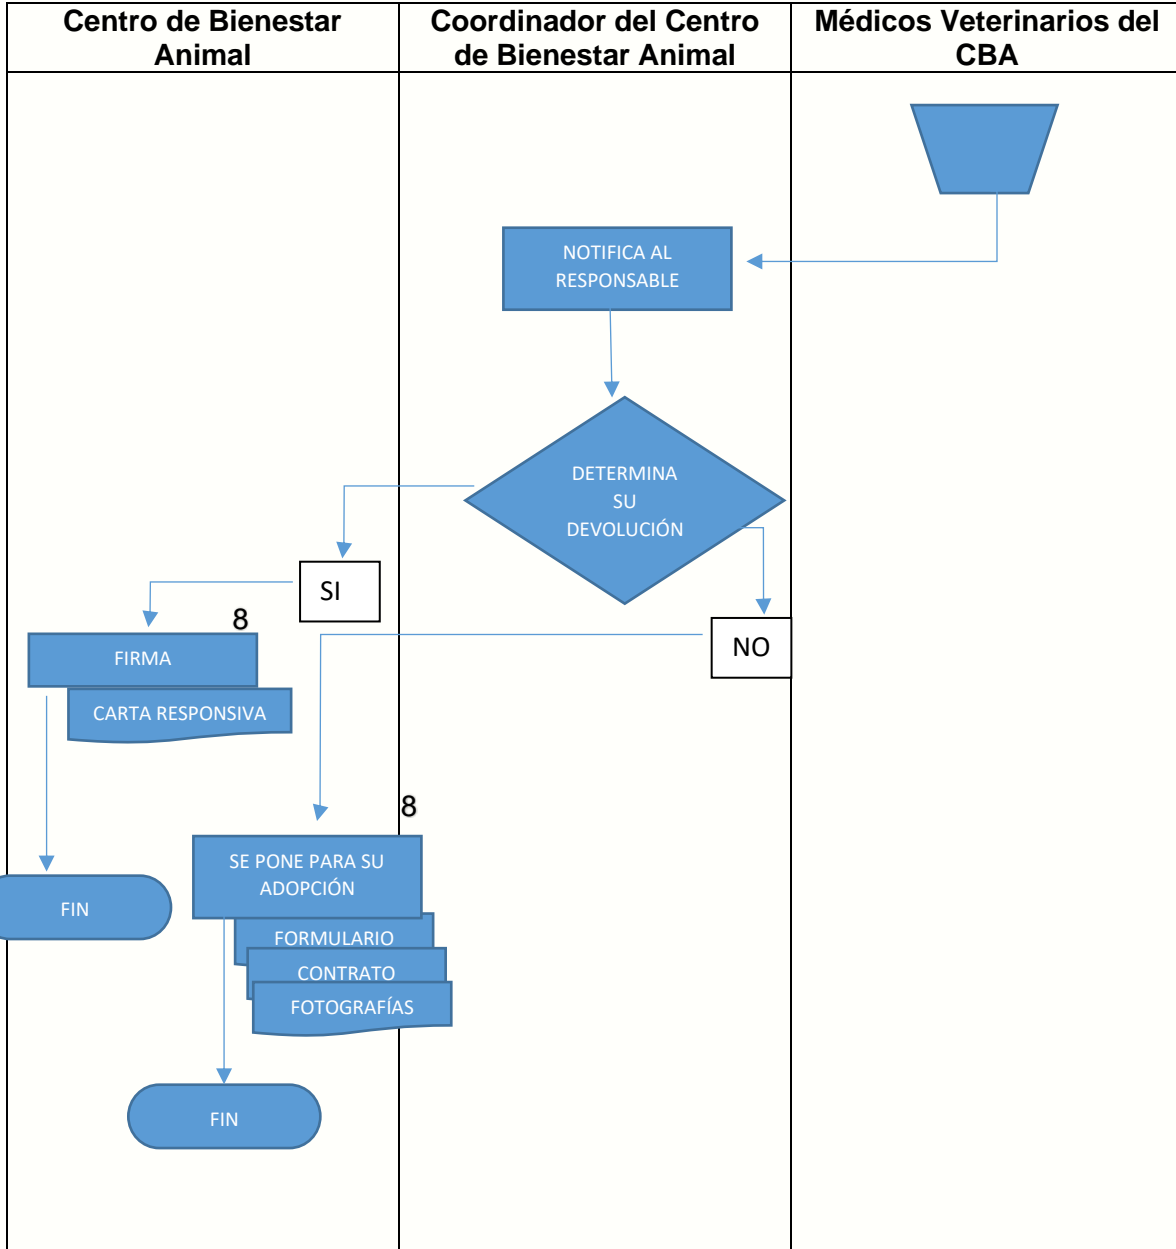 Centro de Bienestar
Animal
Coordinador del Centro
de Bienestar Animal
Médicos Veterinarios del
CBA
NOTIFICA AL
RESPONSABLE
DETERMINA
SU
DEVOLUCIÓN
SI
NO
8
FIRMA
CARTA RESPONSIVA
8
SE PONE PARA SU
ADOPCIÓN
FIN
FORMULARIO
CONTRATO
FOTOGRAFÍAS
FIN